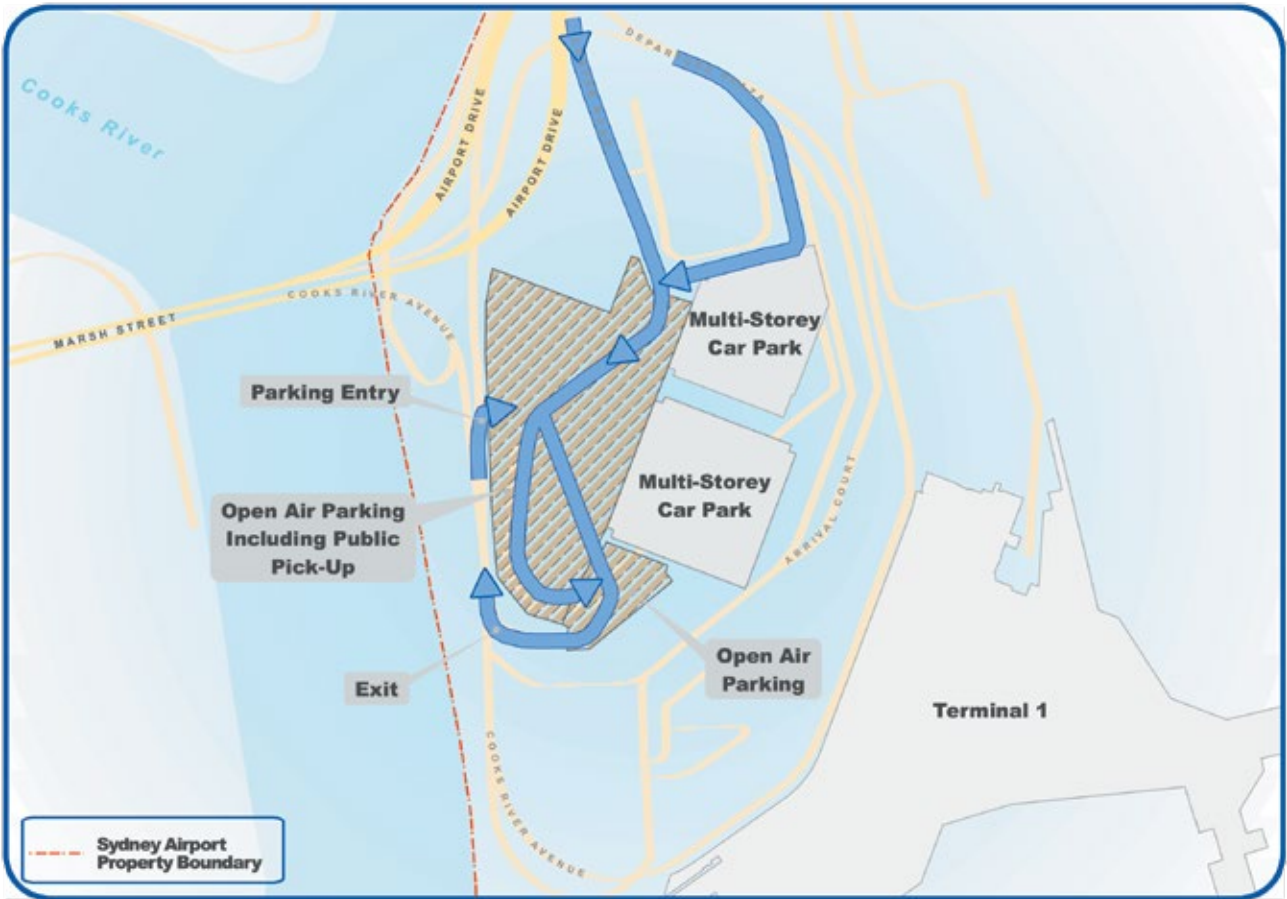 DEPAR
Cooks River
AIRPORT DRIVE
AIRPORT DRIVE
COOKS RIVER AVENUE
MARSH STREET
Multi-Storey
Car Park
Parking Entry
Multi-Storey
Car Park
Open Air Parking
Including Public
Pick-Up
ARRIVAL COURT
Open Air
Parking
Exit
Terminal 1
COOKS RIVER AVENUE
Sydney Airport
Property Boundary